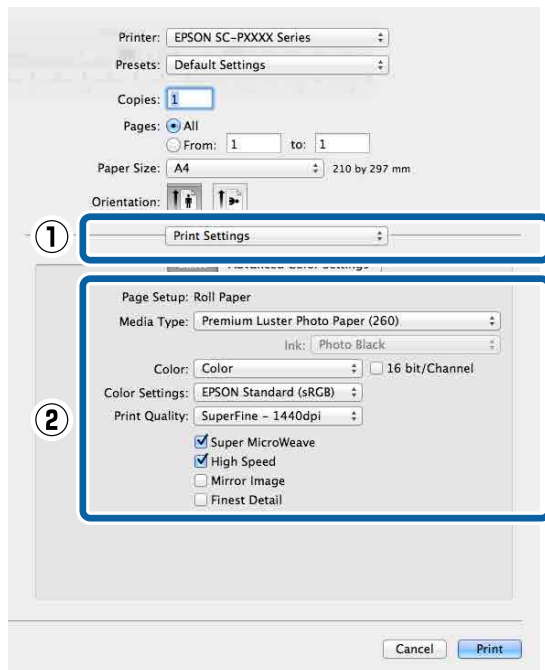 Printer: EPSON SC-PXXXX Series
Presets: Default Settings
Copies: 1
Pages: All
From: 1 to: 1
Paper Size: A4 210 by 297 mm
Orientation:
① Print Settings
Advanced Color Settings
②
Page Setup: Roll Paper
Media Type: Premium Luster Photo Paper (260)
Ink: Photo Black
Color: Color 16 bit/Channel
Color Settings: EPSON Standard (sRGB)
Print Quality: SuperFine – 1440dpi
Super MicroWeave
High Speed
Mirror Image
Finest Detail
Cancel Print